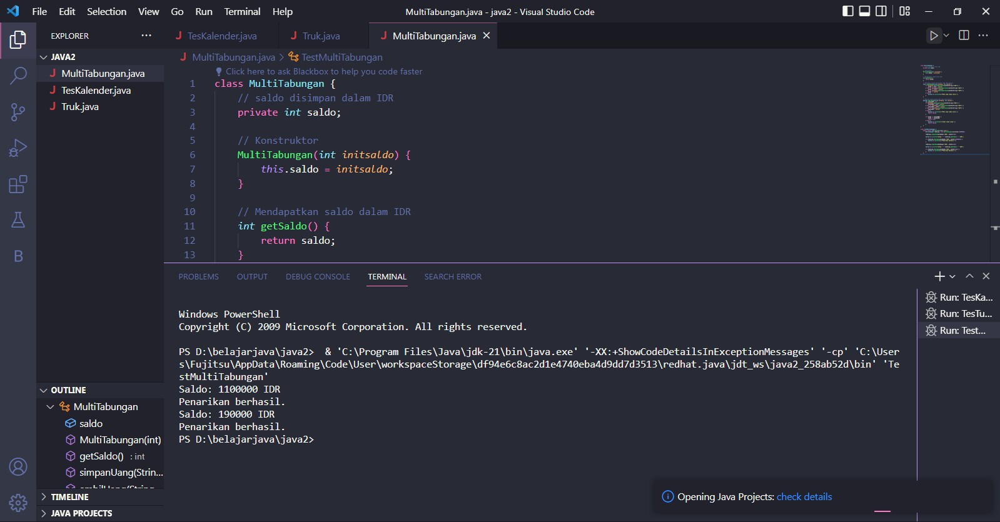 File Edit Selection View Go Run Terminal Help
MultiTabungan.java - java2 - Visual Studio Code
EXPLORER
JAVA2
MultiTabungan.java
TesKalender.java
Truk.java
OUTLINE
MultiTabungan
saldo
MultiTabungan(int)
getSaldo() : int
simpanUang(Strin...
TIMELINE
JAVA PROJECTS
TesKalender.java Truk.java MultiTabungan.java
MultiTabungan.java > TestMultiTabungan
Click here to ask Blackbox to help you code faster
1 class MultiTabungan {
2 // saldo disimpan dalam IDR
3 private int saldo;
4
5 // Konstruktor
6 MultiTabungan(int initsaldo) {
7 this.saldo = initsaldo;
8 }
9
10 // Mendapatkan saldo dalam IDR
11 int getSaldo() {
12 return saldo;
13 }
PROBLEMS OUTPUT DEBUG CONSOLE TERMINAL SEARCH ERROR
Windows PowerShell
Copyright (C) 2009 Microsoft Corporation. All rights reserved.
PS D:\belajarjava\java2>  & 'C:\Program Files\Java\jdk-21\bin\java.exe' '-XX:+ShowCodeDetailsInExceptionMessages' '-cp' 'C:\User
s\Fujitsu\AppData\Roaming\Code\User\workspaceStorage\df94e6c8ac2d1e4740eba4d9dd7d3513\redhat.java\jdt_ws\java2_258ab52d\bin' 'Te
stMultiTabungan'
Saldo: 1100000 IDR
Penarikan berhasil.
Saldo: 190000 IDR
Penarikan berhasil.
PS D:\belajarjava\java2>
Run: TesKa...
Run: TesTu...
Run: Test...
Opening Java Projects: check details